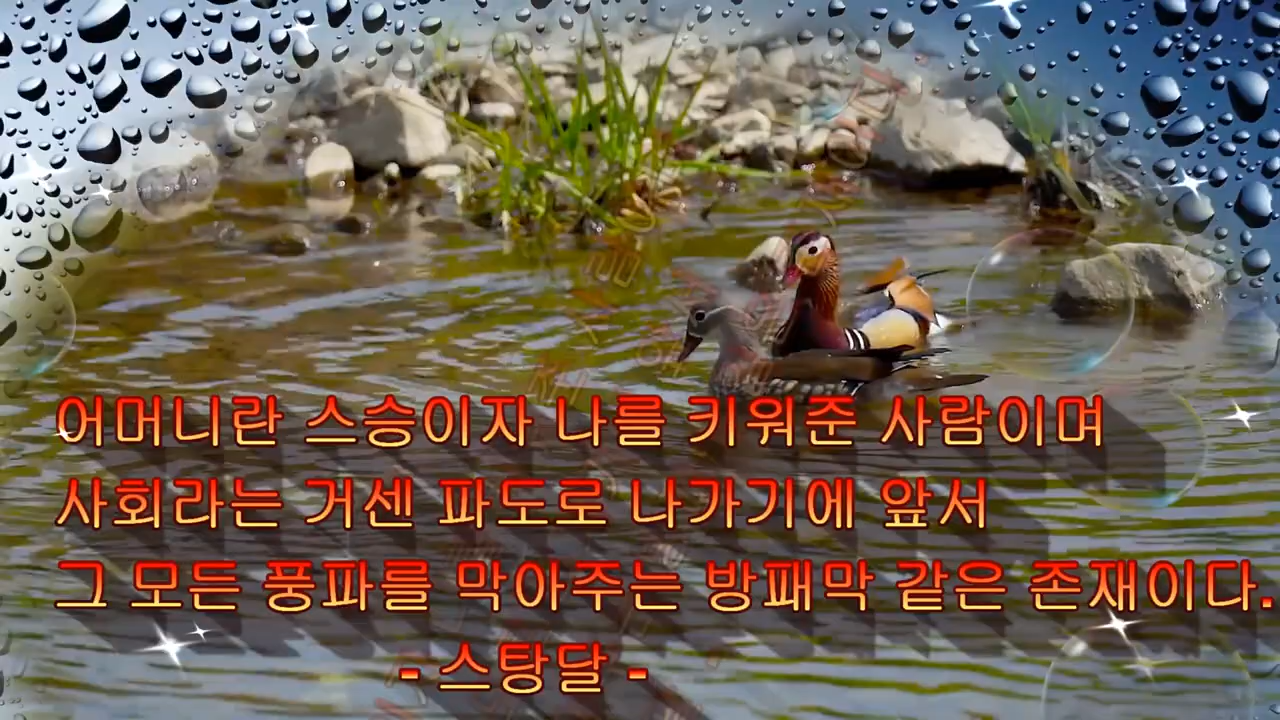 어머니란 스승이자 나를 키워준 사람이며
사회라는 거센 파도로 나가기에 앞서
그 모든 풍파를 막아주는 방패막 같은 존재이다.
- 스탕달 -